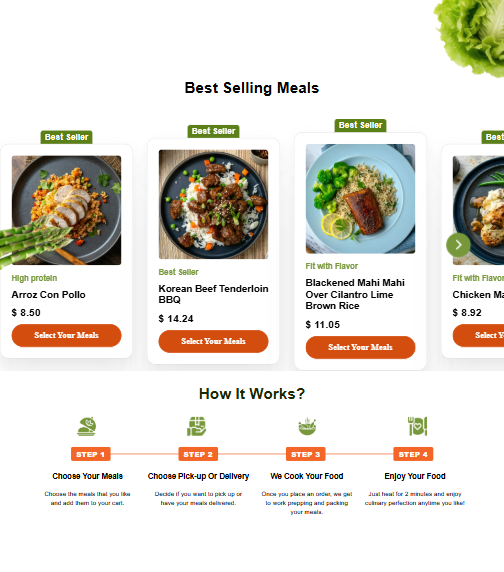 Best Selling Meals
Best Seller
High protein
Arroz Con Pollo
$ 8.50
Select Your Meals
Best Seller
Best Seller
Korean Beef Tenderloin
BBQ
$ 14.24
Select Your Meals
Best Seller
Fit with Flavor
Blackened Mahi Mahi
Over Cilantro Lime
Brown Rice
$ 11.05
Select Your Meals
Best
Fit with Flavor
Chicken Ma
$ 8.92
Select Y
How It Works?
STEP 1
STEP 2
STEP 3
STEP 4
Choose Your Meals
Choose Pick-up Or Delivery
We Cook Your Food
Enjoy Your Food
Choose the meals that you like
and add them to your cart.
Decide if you want to pick up or
have your meals delivered.
Once you place an order, we get
to work prepping and packing
your meals.
Just heat for 2 minutes and enjoy
culinary perfection anytime you like!